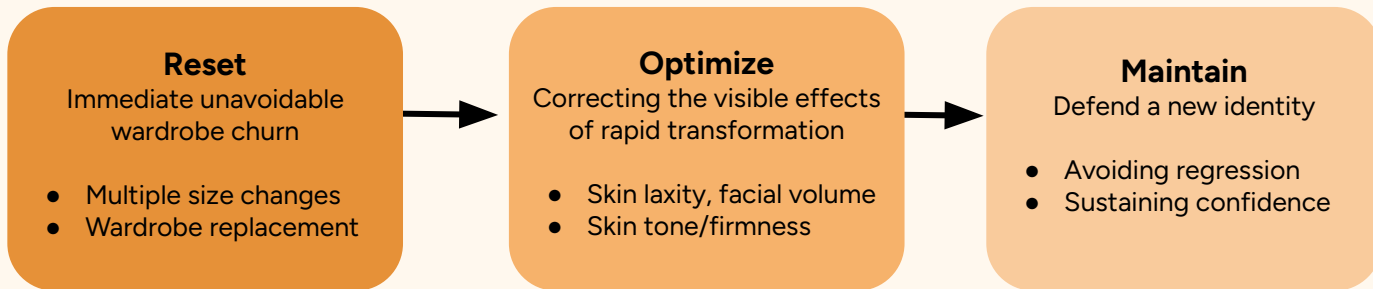 Reset
Immediate unavoidable
wardrobe churn
● Multiple size changes
● Wardrobe replacement
Optimize
Correcting the visible effects
of rapid transformation
● Skin laxity, facial volume
● Skin tone/firmness
Maintain
Defend a new identity
● Avoiding regression
● Sustaining confidence